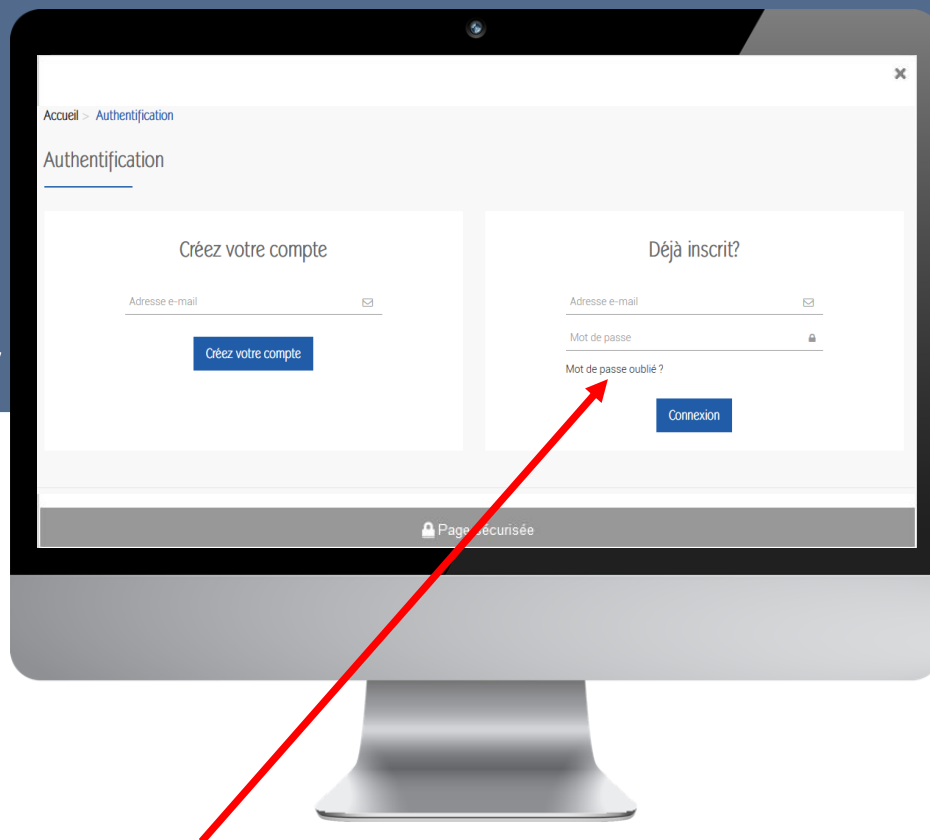 Accueil > Authentification
Authentification
Créez votre compte
Adresse e-mail
Créez votre compte
Déjà inscrit?
Adresse e-mail
Mot de passe
Mot de passe oublié ?
Connexion
Page sécurisée